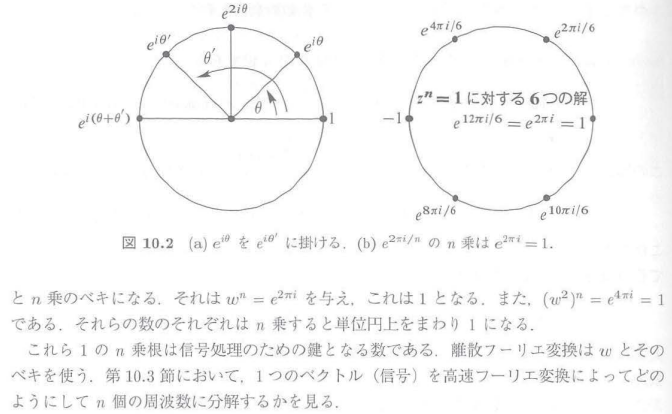 e^{2iθ}
e^{iθ'}
e^{iθ}
θ'
θ
e^{i(θ+θ')}
1
e^{4πi/6}
e^{2πi/6}
z^n = 1 に対する 6 つの解
−1
e^{12πi/6} = e^{2πi} = 1
e^{8πi/6}
e^{10πi/6}
図 10.2 (a) e^{iθ} を e^{iθ'} に掛ける. (b) e^{2πi/n} の n 乗は e^{2πi} = 1.
と n 乗のベキになる. それは w^n = e^{2πi} を与え, これは 1 となる. また, (w^2)^n = e^{4πi} = 1
である. それらの数のそれぞれは n 乗すると単位円上をまわり 1 になる.
これら 1 の n 乗根は信号処理のための鍵となる数である. 離散フーリエ変換は w とその
ベキを使う. 第 10.3 節において, 1 つのベクトル (信号) を高速フーリエ変換によってどの
ようにして n 個の周波数に分解するかを見る.